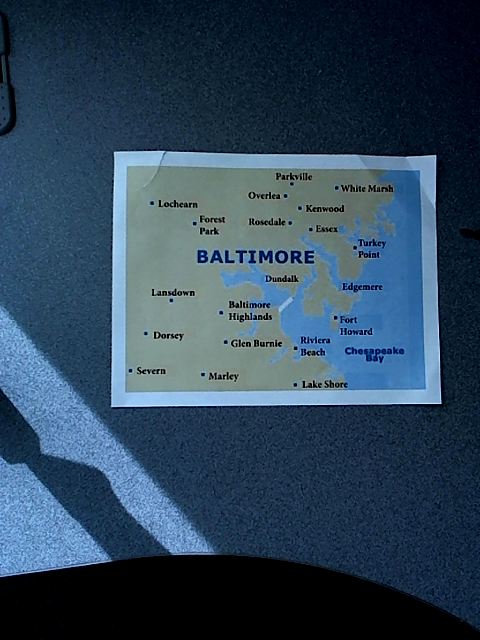 Parkville
White Marsh
Overlea
Lochearn
Kenwood
Forest
Park
Rosedale
Essex
Turkey
Point
BALTIMORE
Dundalk
Edgemere
Lansdown
Baltimore
Highlands
Fort
Howard
Dorsey
Glen Burnie
Riviera
Beach
Chesapeake
Bay
Severn
Marley
Lake Shore